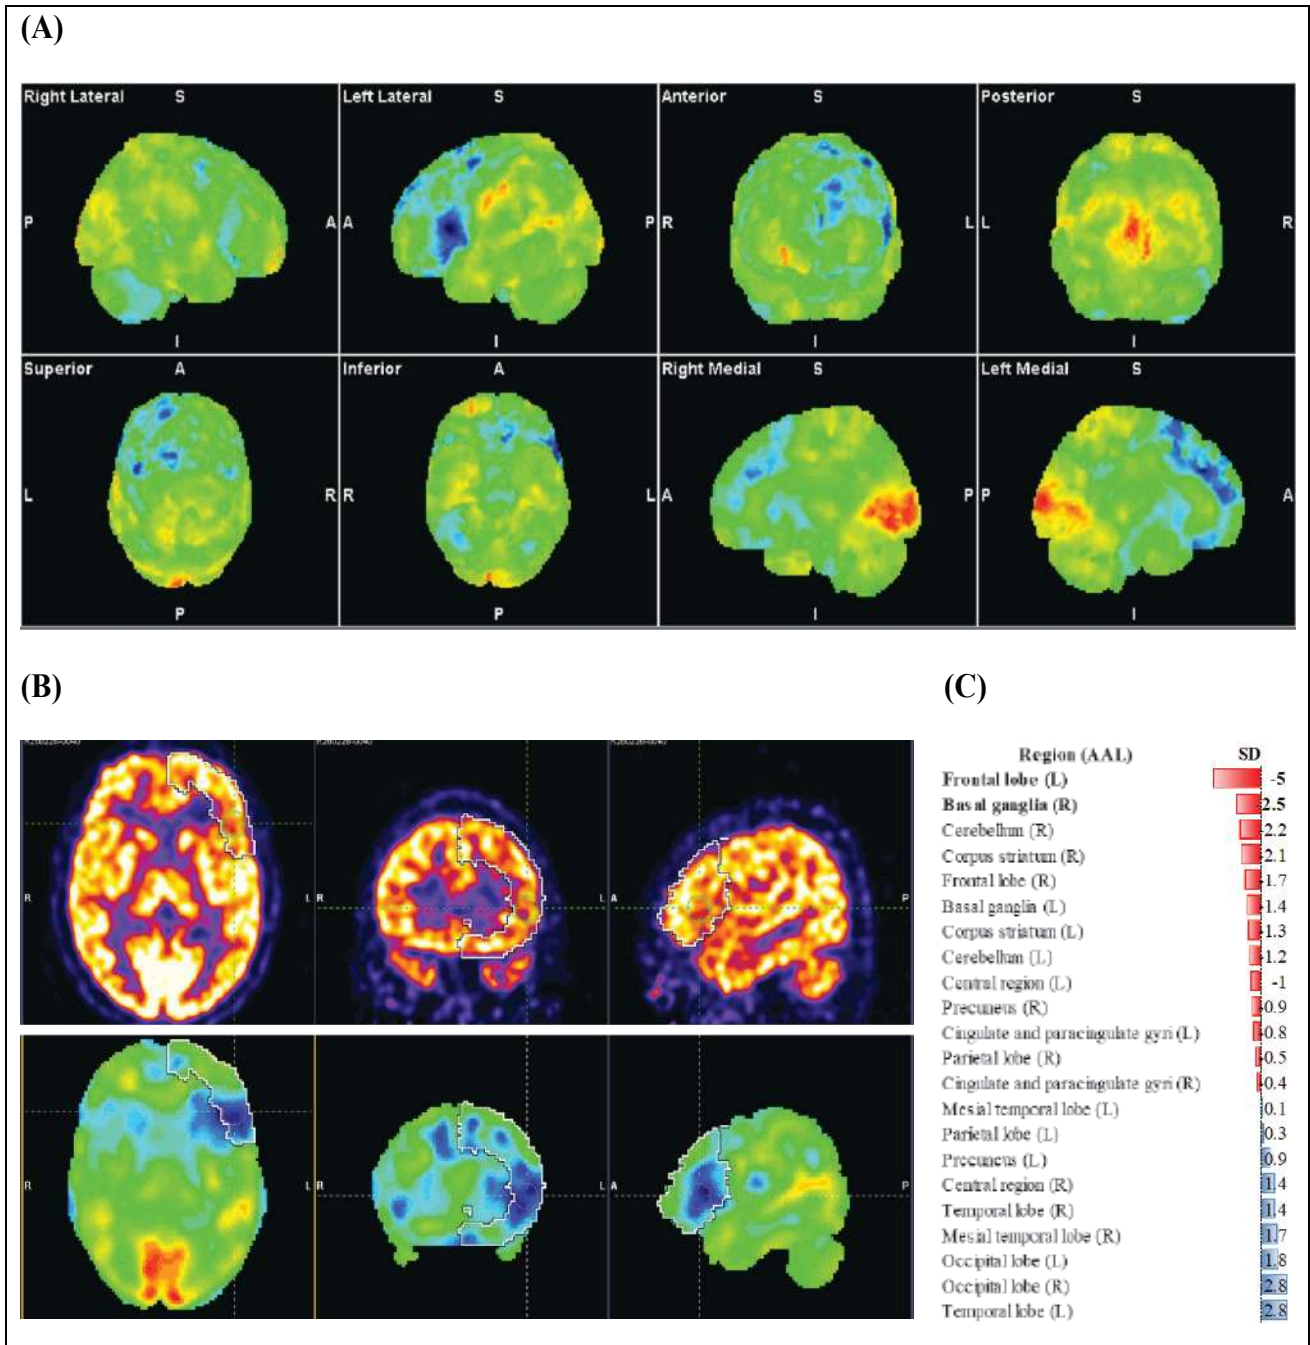 (A)
Right Lateral S
Left Lateral S
Anterior S
Posterior S
P A
A P
R L
L R
I
I
I
I
Superior A
Inferior A
Right Medial S
Left Medial S
L R
R L
A P
P A
P
P
I
I
(B)
R L
R L
A P
R L
R L
A P
(C)
Region (AAL) SD
Frontal lobe (L) -5
Basal ganglia (R) 2.5
Cerebellum (R) -2.2
Corpus striatum (R) -2.1
Frontal lobe (R) -1.7
Basal ganglia (L) -1.4
Corpus striatum (L) -1.3
Cerebellum (L) -1.2
Central region (L) -1
Precuneus (R) -0.9
Cingulate and paracingulate gyri (L) -0.8
Parietal lobe (R) -0.5
Cingulate and paracingulate gyri (R) -0.4
Mesial temporal lobe (L) 0.1
Parietal lobe (L) 0.3
Precuneus (L) 0.9
Central region (R) 1.4
Temporal lobe (R) 1.4
Mesial temporal lobe (R) 1.7
Occipital lobe (L) 1.8
Occipital lobe (R) 2.8
Temporal lobe (L) 2.8